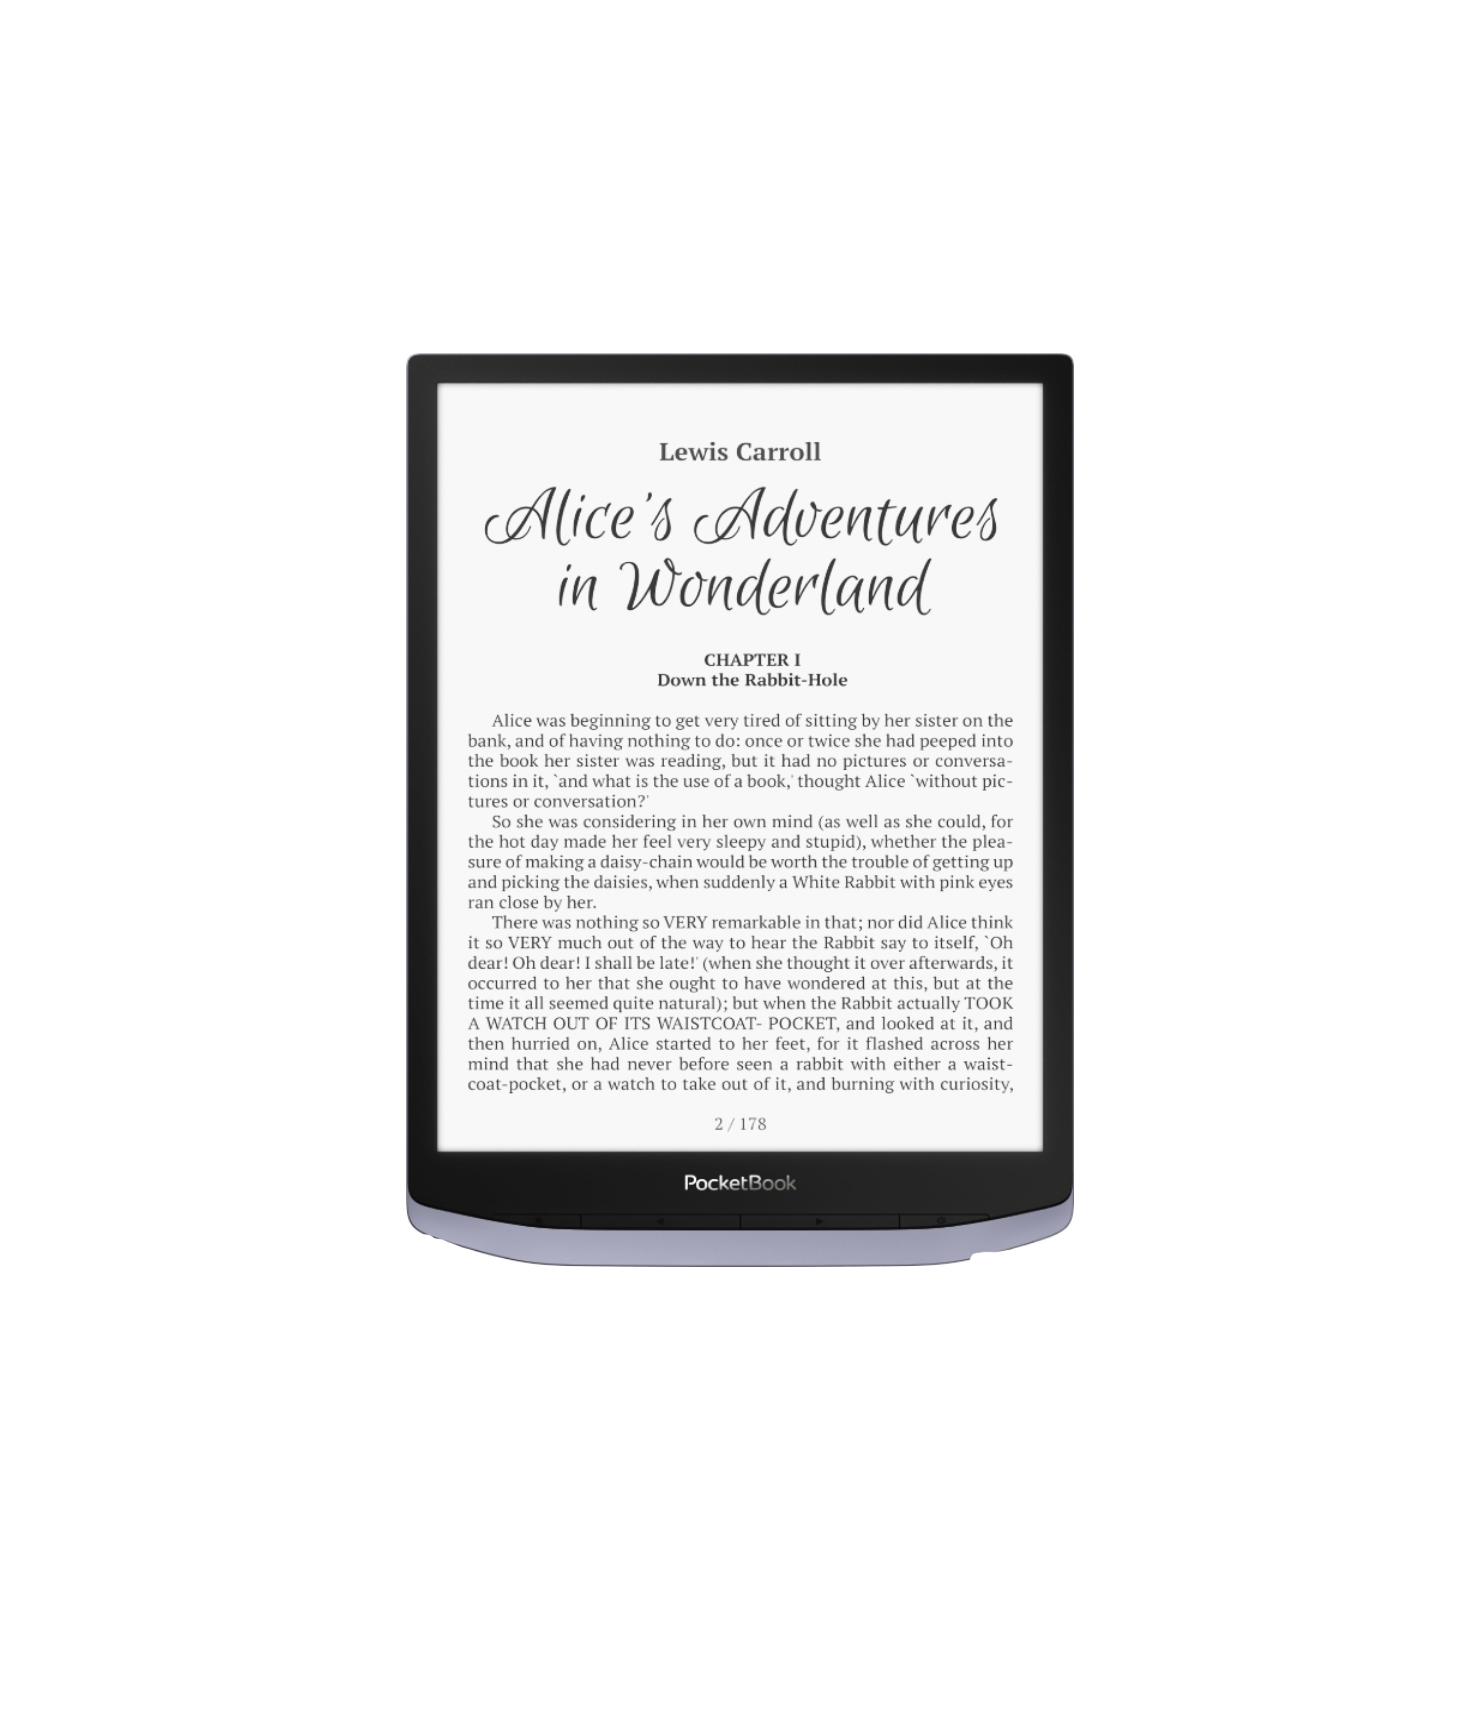 Lewis Carroll
Alice's Adventures
in Wonderland
CHAPTER I
Down the Rabbit-Hole
Alice was beginning to get very tired of sitting by her sister on the
bank, and of having nothing to do: once or twice she had peeped into
the book her sister was reading, but it had no pictures or conversa-
tions in it, `and what is the use of a book,' thought Alice `without pic-
tures or conversation?'
So she was considering in her own mind (as well as she could, for
the hot day made her feel very sleepy and stupid), whether the plea-
sure of making a daisy-chain would be worth the trouble of getting up
and picking the daisies, when suddenly a White Rabbit with pink eyes
ran close by her.
There was nothing so VERY remarkable in that; nor did Alice think
it so VERY much out of the way to hear the Rabbit say to itself, `Oh
dear! Oh dear! I shall be late!' (when she thought it over afterwards, it
occurred to her that she ought to have wondered at this, but at the
time it all seemed quite natural); but when the Rabbit actually TOOK
A WATCH OUT OF ITS WAISTCOAT- POCKET, and looked at it, and
then hurried on, Alice started to her feet, for it flashed across her
mind that she had never before seen a rabbit with either a waist-
coat-pocket, or a watch to take out of it, and burning with curiosity,
2 / 178
PocketBook